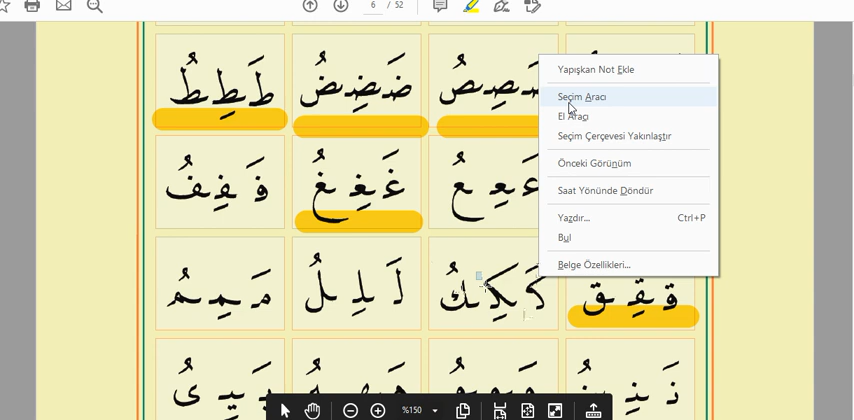 6 / 52
ضَ ضِ ضُ
طَ طِ طُ
عَ عِ عُ
غَ غِ غُ
فَ فِ فُ
قَ قِ قُ
كَ كِ كُ
لَ لِ لُ
مَ مِ مُ
Yapışkan Not Ekle
Seçim Aracı
El Aracı
Seçim Çerçevesi Yakınlaştır
Önceki Görünüm
Saat Yönünde Döndür
Yazdır... Ctrl+P
Bul
Belge Özellikleri...
%150